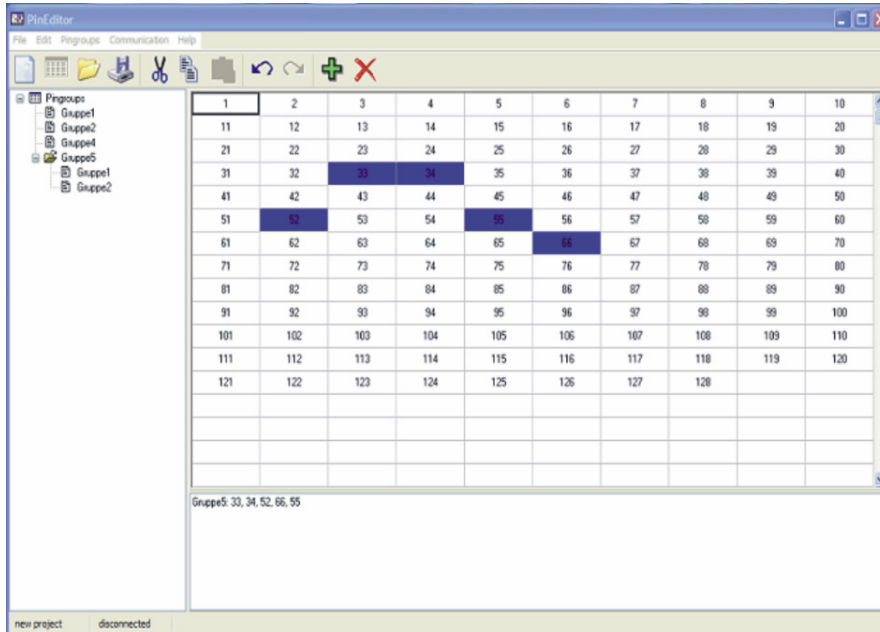 PinEditor
File Edit Pingroups Communication Help
Pingroups
Gruppe1
Gruppe2
Gruppe4
Gruppe5
Gruppe1
Gruppe2
1 2 3 4 5 6 7 8 9 10
11 12 13 14 15 16 17 18 19 20
21 22 23 24 25 26 27 28 29 30
31 32 33 34 35 36 37 38 39 40
41 42 43 44 45 46 47 48 49 50
51 52 53 54 55 56 57 58 59 60
61 62 63 64 65 66 67 68 69 70
71 72 73 74 75 76 77 78 79 80
81 82 83 84 85 86 87 88 89 90
91 92 93 94 95 96 97 98 99 100
101 102 103 104 105 106 107 108 109 110
111 112 113 114 115 116 117 118 119 120
121 122 123 124 125 126 127 128
Gruppe5: 33, 34, 52, 66, 55
new project disconnected